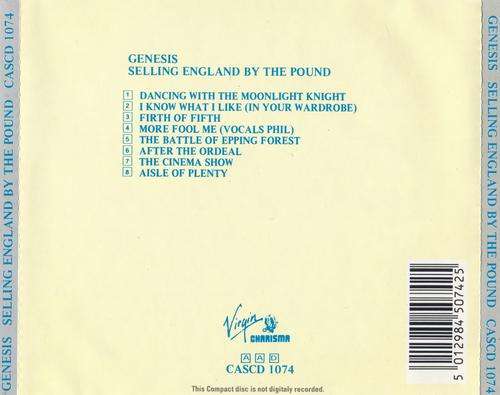 GENESIS SELLING ENGLAND BY THE POUND CASCD 1074
GENESIS
SELLING ENGLAND BY THE POUND
1 DANCING WITH THE MOONLIGHT KNIGHT
2 I KNOW WHAT I LIKE (IN YOUR WARDROBE)
3 FIRTH OF FIFTH
4 MORE FOOL ME (VOCALS PHIL)
5 THE BATTLE OF EPPING FOREST
6 AFTER THE ORDEAL
7 THE CINEMA SHOW
8 AISLE OF PLENTY
Virgin
CHARISMA
A A D
CASCD 1074
This Compact disc is not digitaly recorded.
5 012984 507425
GENESIS SELLING ENGLAND BY THE POUND CASCD 1074